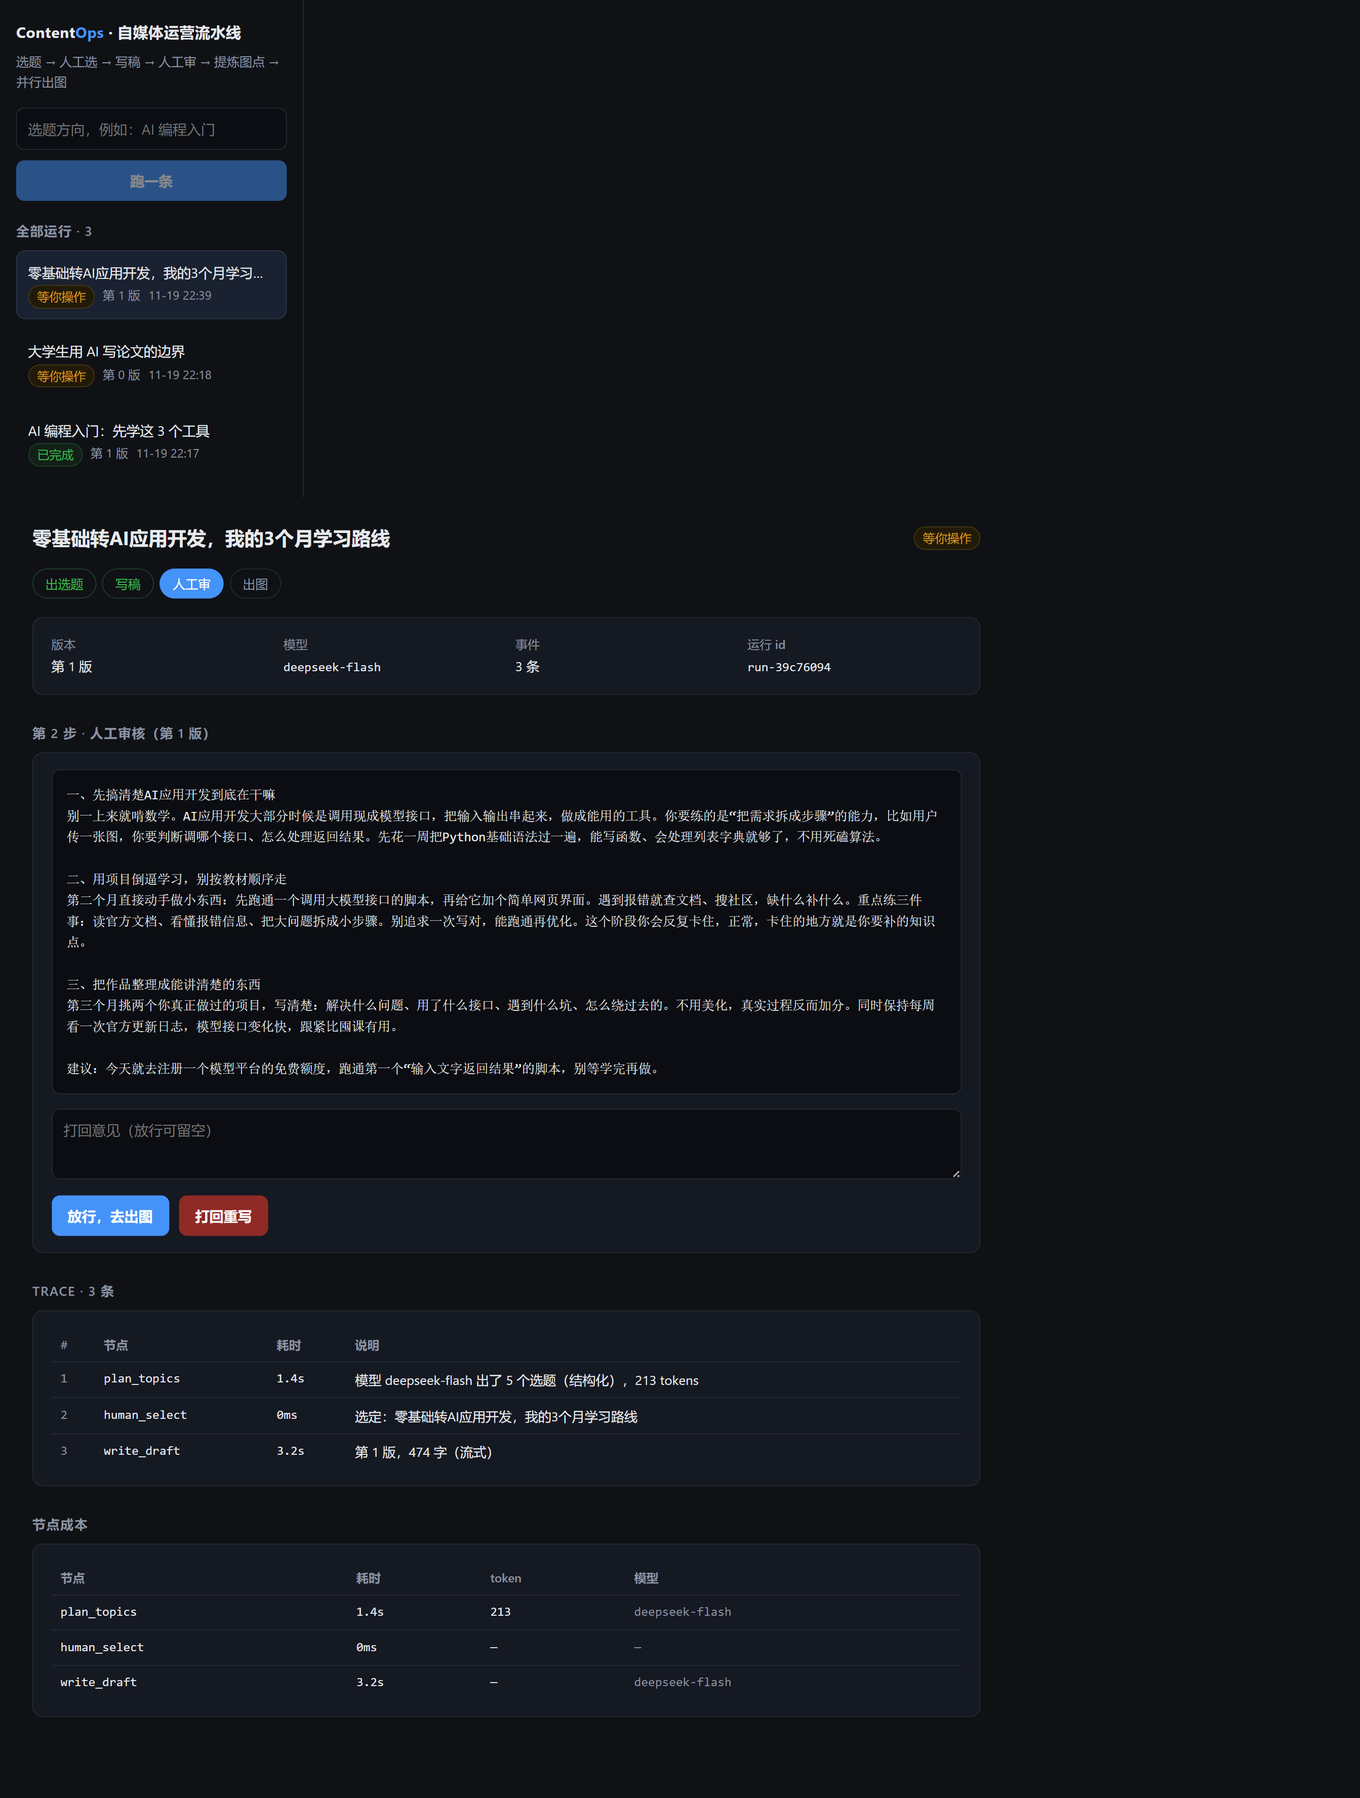 ContentOps · 自媒体运营流水线
选题 → 人工选 → 写稿 → 人工审 → 提炼图点 →
并行出图
选题方向，例如：AI 编程入门
跑一条
全部运行 · 3
零基础转AI应用开发，我的3个月学习...
等你操作 第 1 版 11-19 22:39
大学生用 AI 写论文的边界
等你操作 第 0 版 11-19 22:18
AI 编程入门：先学这 3 个工具
已完成 第 1 版 11-19 22:17
零基础转AI应用开发，我的3个月学习路线 等你操作
出选题 写稿 人工审 出图
版本 模型 事件 运行 id
第 1 版 deepseek-flash 3 条 run-39c76094
第 2 步 · 人工审核（第 1 版）
一、先搞清楚AI应用开发到底在干嘛
别一上来就啃数学。AI应用开发大部分时候是调用现成模型接口，把输入输出串起来，做成能用的工具。你要练的是“把需求拆成步骤”的能力，比如用户
传一张图，你要判断调哪个接口、怎么处理返回结果。先花一周把Python基础语法过一遍，能写函数、会处理列表字典就够了，不用死磕算法。
二、用项目倒逼学习，别按教材顺序走
第二个月直接动手做小东西：先跑通一个调用大模型接口的脚本，再给它加个简单网页界面。遇到报错就查文档、搜社区，缺什么补什么。重点练三件
事：读官方文档、看懂报错信息、把大问题拆成小步骤。别追求一次写对，能跑通再优化。这个阶段你会反复卡住，正常，卡住的地方就是你要补的知识
点。
三、把作品整理成能讲清楚的东西
第三个月挑两个你真正做过的项目，写清楚：解决什么问题、用了什么接口、遇到什么坑、怎么绕过去的。不用美化，真实过程反而加分。同时保持每周
看一次官方更新日志，模型接口变化快，跟紧比囤课有用。
建议：今天就去注册一个模型平台的免费额度，跑通第一个“输入文字返回结果”的脚本，别等学完再做。
打回意见（放行可留空）
放行，去出图 打回重写
TRACE · 3 条
# 节点 耗时 说明
1 plan_topics 1.4s 模型 deepseek-flash 出了 5 个选题（结构化），213 tokens
2 human_select 0ms 选定：零基础转AI应用开发，我的3个月学习路线
3 write_draft 3.2s 第 1 版，474 字（流式）
节点成本
节点 耗时 token 模型
plan_topics 1.4s 213 deepseek-flash
human_select 0ms — —
write_draft 3.2s — deepseek-flash